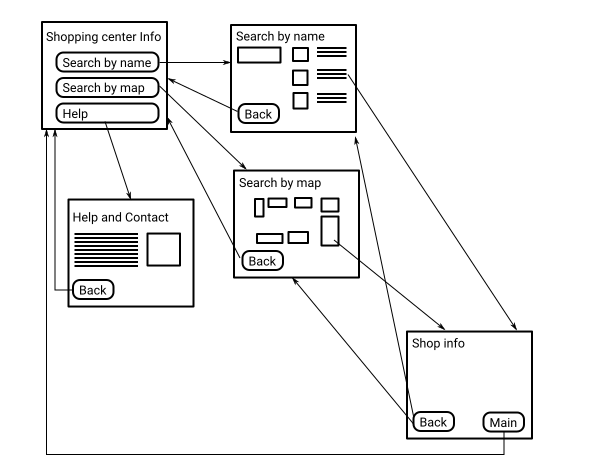 Shopping center Info
Search by name
Search by map
Help
Search by name
Back
Search by map
Back
Help and Contact
Back
Shop info
Back
Main